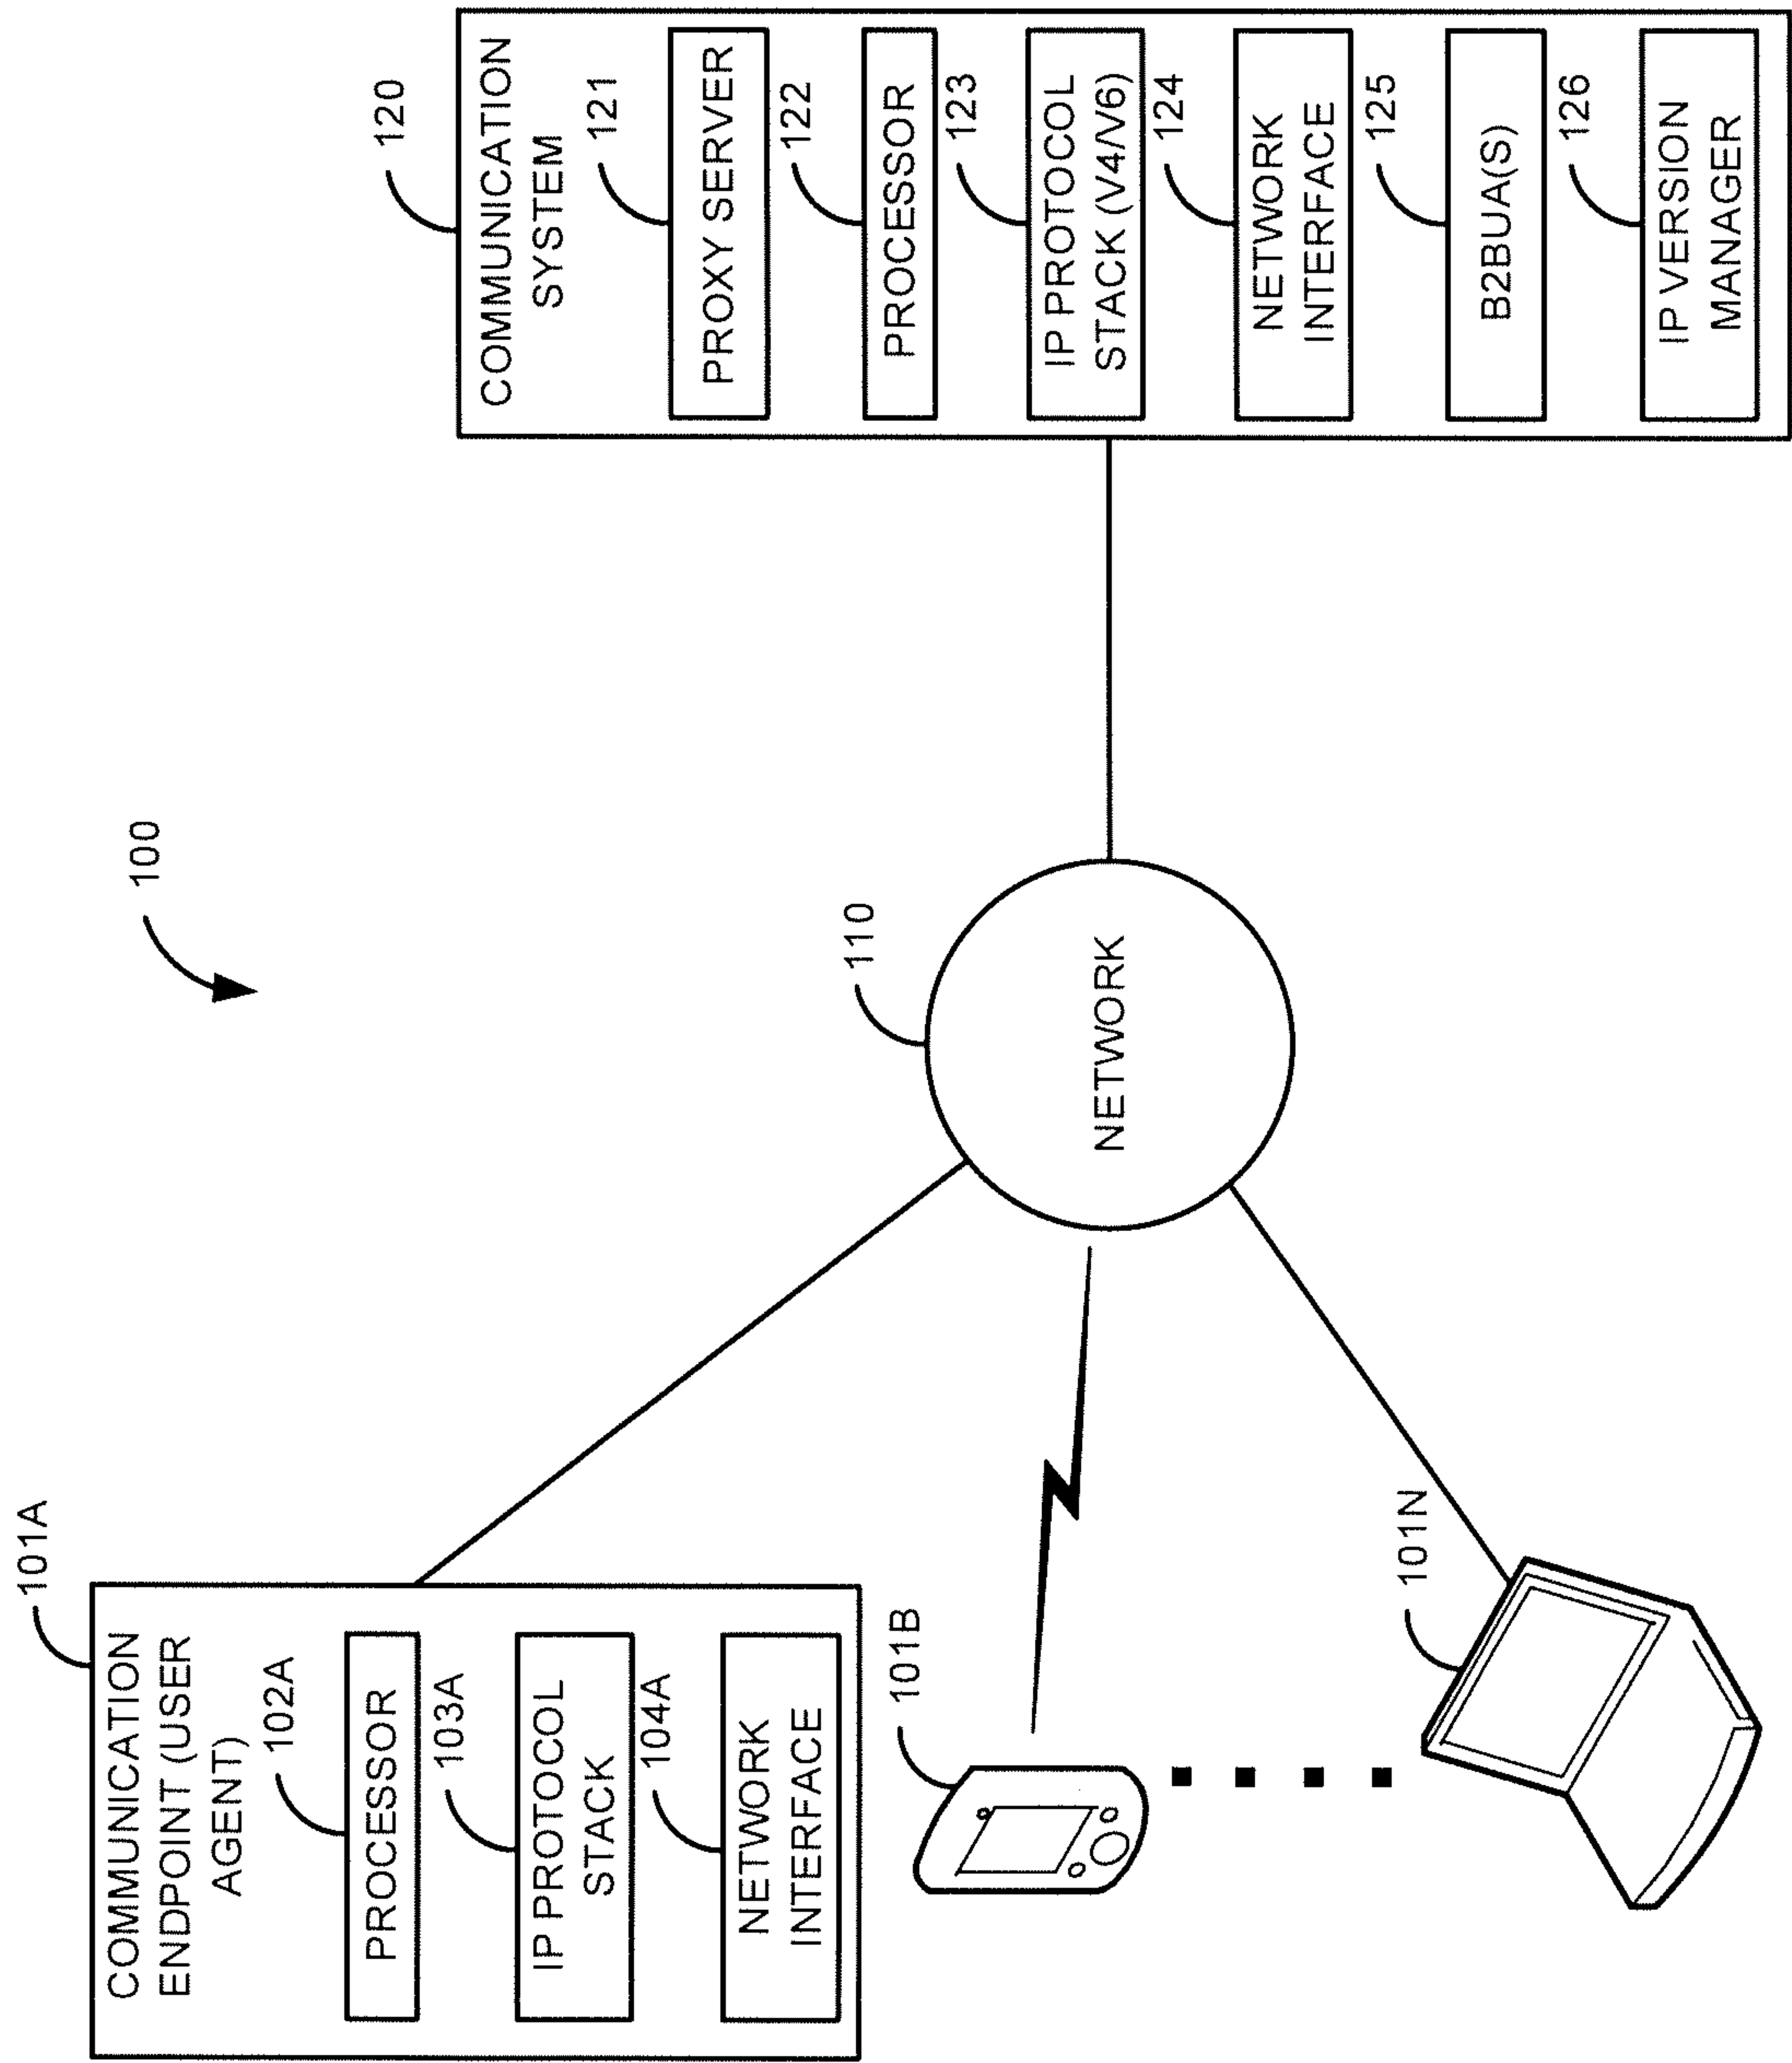 100
101A
COMMUNICATION
ENDPOINT (USER
AGENT)
102A
PROCESSOR
103A
IP PROTOCOL
STACK
104A
NETWORK
INTERFACE
101B
101N
110
NETWORK
120
COMMUNICATION
SYSTEM
121
PROXY SERVER
122
PROCESSOR
123
IP PROTOCOL
STACK (V4/V6)
124
NETWORK
INTERFACE
125
B2BUA(S)
126
IP VERSION
MANAGER